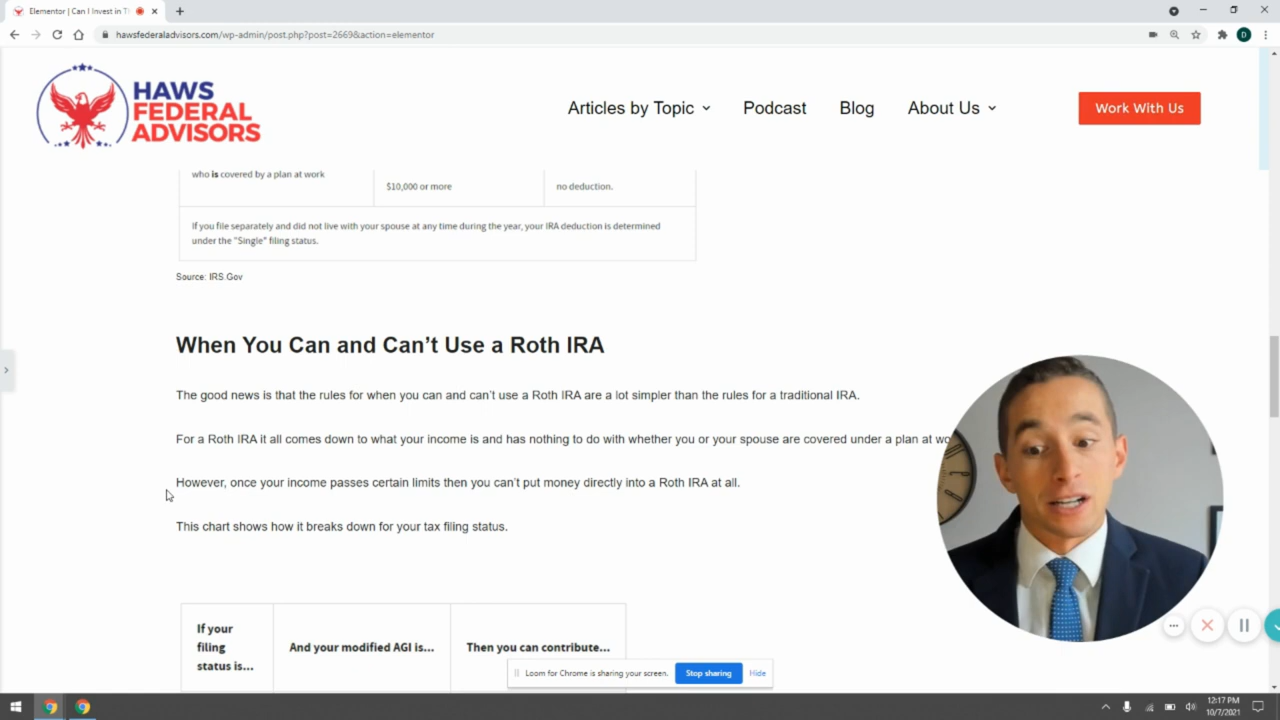 Elementor | Can I Invest in T
hawsfederaladvisors.com/wp-admin/post.php?post=2669&action=elementor
D
HAWS
FEDERAL
ADVISORS
Articles by Topic
Podcast
Blog
About Us
Work With Us
who is covered by a plan at work
$10,000 or more
no deduction.
If you file separately and did not live with your spouse at any time during the year, your IRA deduction is determined
under the "Single" filing status.
Source: IRS.Gov
When You Can and Can’t Use a Roth IRA
The good news is that the rules for when you can and can’t use a Roth IRA are a lot simpler than the rules for a traditional IRA.
For a Roth IRA it all comes down to what your income is and has nothing to do with whether you or your spouse are covered under a plan at wo
However, once your income passes certain limits then you can’t put money directly into a Roth IRA at all.
This chart shows how it breaks down for your tax filing status.
If your
filing
status is...
And your modified AGI is...
Then you can contribute...
Loom for Chrome is sharing your screen.
Stop sharing
Hide
12:17 PM
10/7/2021